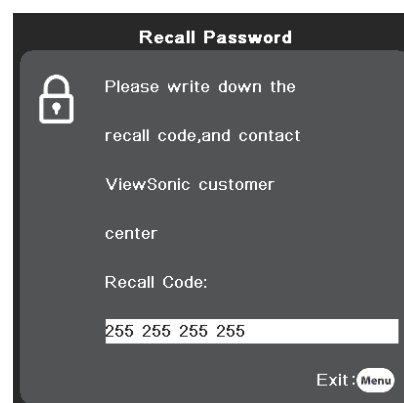 Recall Password
Please write down the
recall code,and contact
ViewSonic customer
center
Recall Code:
255 255 255 255
Exit:Menu